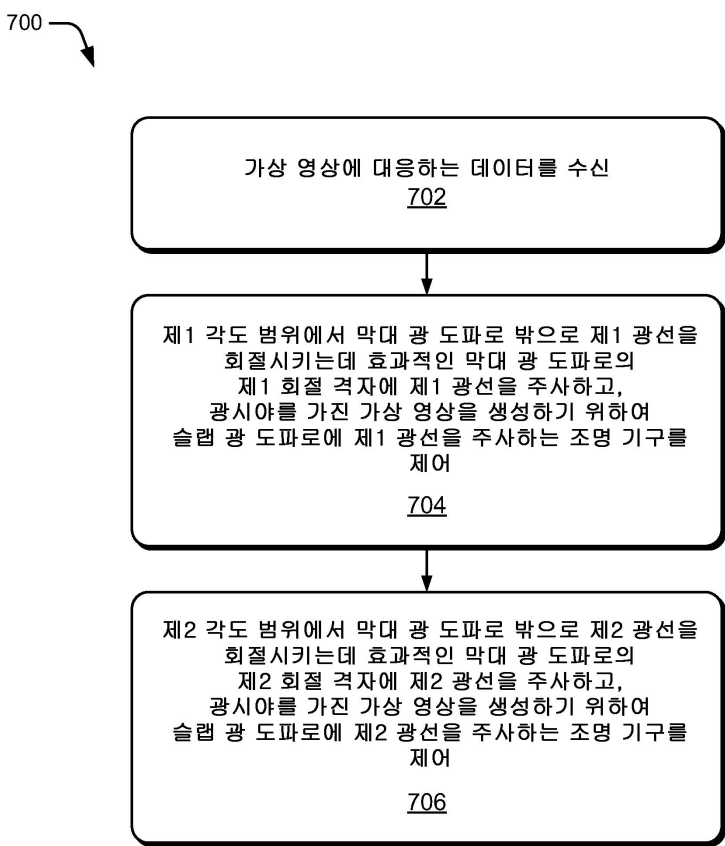 700
가상 영상에 대응하는 데이터를 수신
702
제1 각도 범위에서 막대 광 도파로 밖으로 제1 광선을
회절시키는데 효과적인 막대 광 도파로의
제1 회절 격자에 제1 광선을 주사하고,
광시야를 가진 가상 영상을 생성하기 위하여
슬랩 광 도파로에 제1 광선을 주사하는 조명 기구를
제어
704
제2 각도 범위에서 막대 광 도파로 밖으로 제2 광선을
회절시키는데 효과적인 막대 광 도파로의
제2 회절 격자에 제2 광선을 주사하고,
광시야를 가진 가상 영상을 생성하기 위하여
슬랩 광 도파로에 제2 광선을 주사하는 조명 기구를
제어
706